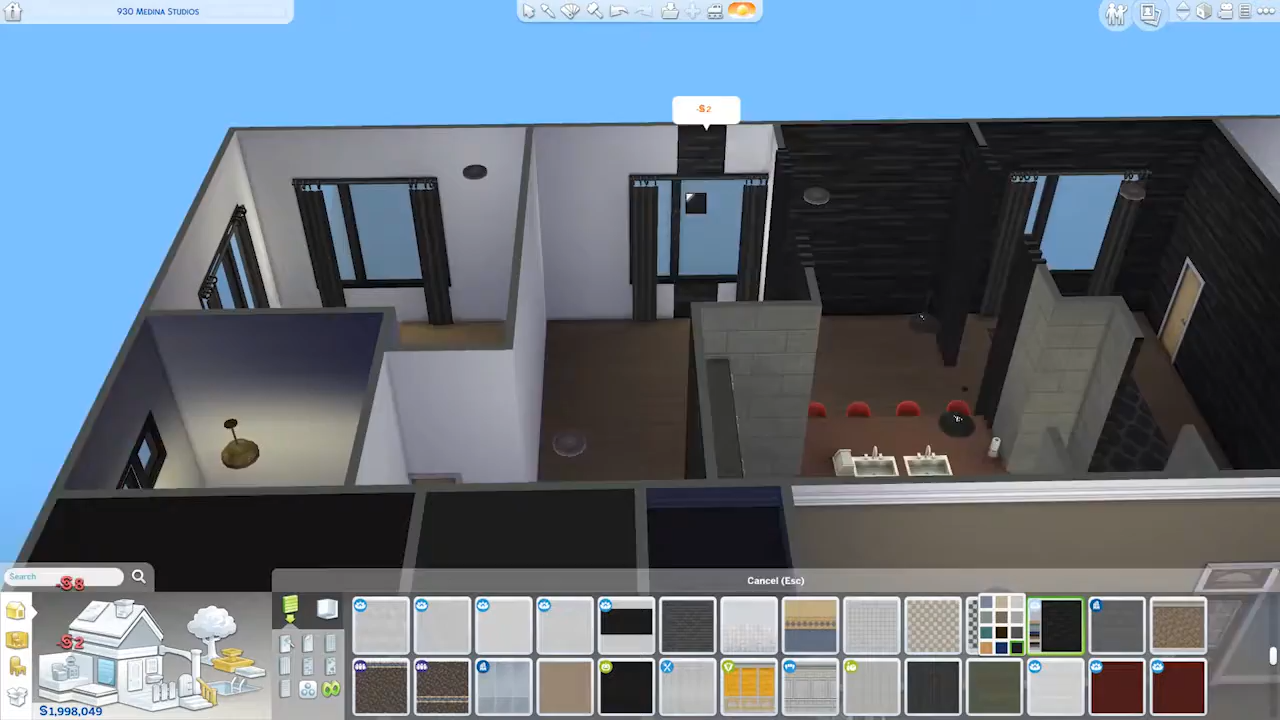 930 MEDINA STUDIOS
-$2
Cancel (Esc)
Search
-$8
-$2
$1,998,049